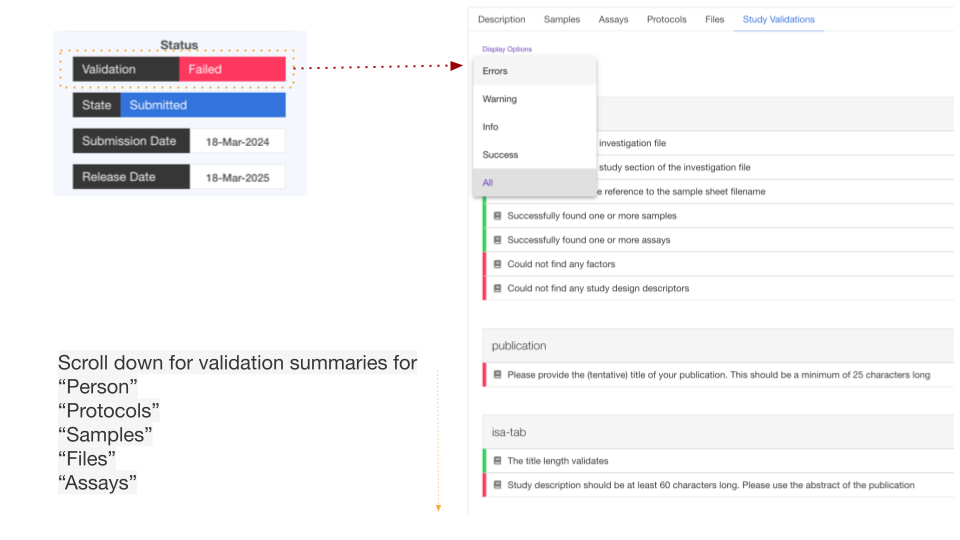 Status
Validation Failed
State Submitted
Submission Date 18-Mar-2024
Release Date 18-Mar-2025
Scroll down for validation summaries for
“Person”
“Protocols”
“Samples”
“Files”
“Assays”
Description Samples Assays Protocols Files Study Validations
Display Options
Errors
Warning
Info
Success
All
investigation file
study section of the investigation file
reference to the sample sheet filename
Successfully found one or more samples
Successfully found one or more assays
Could not find any factors
Could not find any study design descriptors
publication
Please provide the (tentative) title of your publication. This should be a minimum of 25 characters long
isa-tab
The title length validates
Study description should be at least 60 characters long. Please use the abstract of the publication